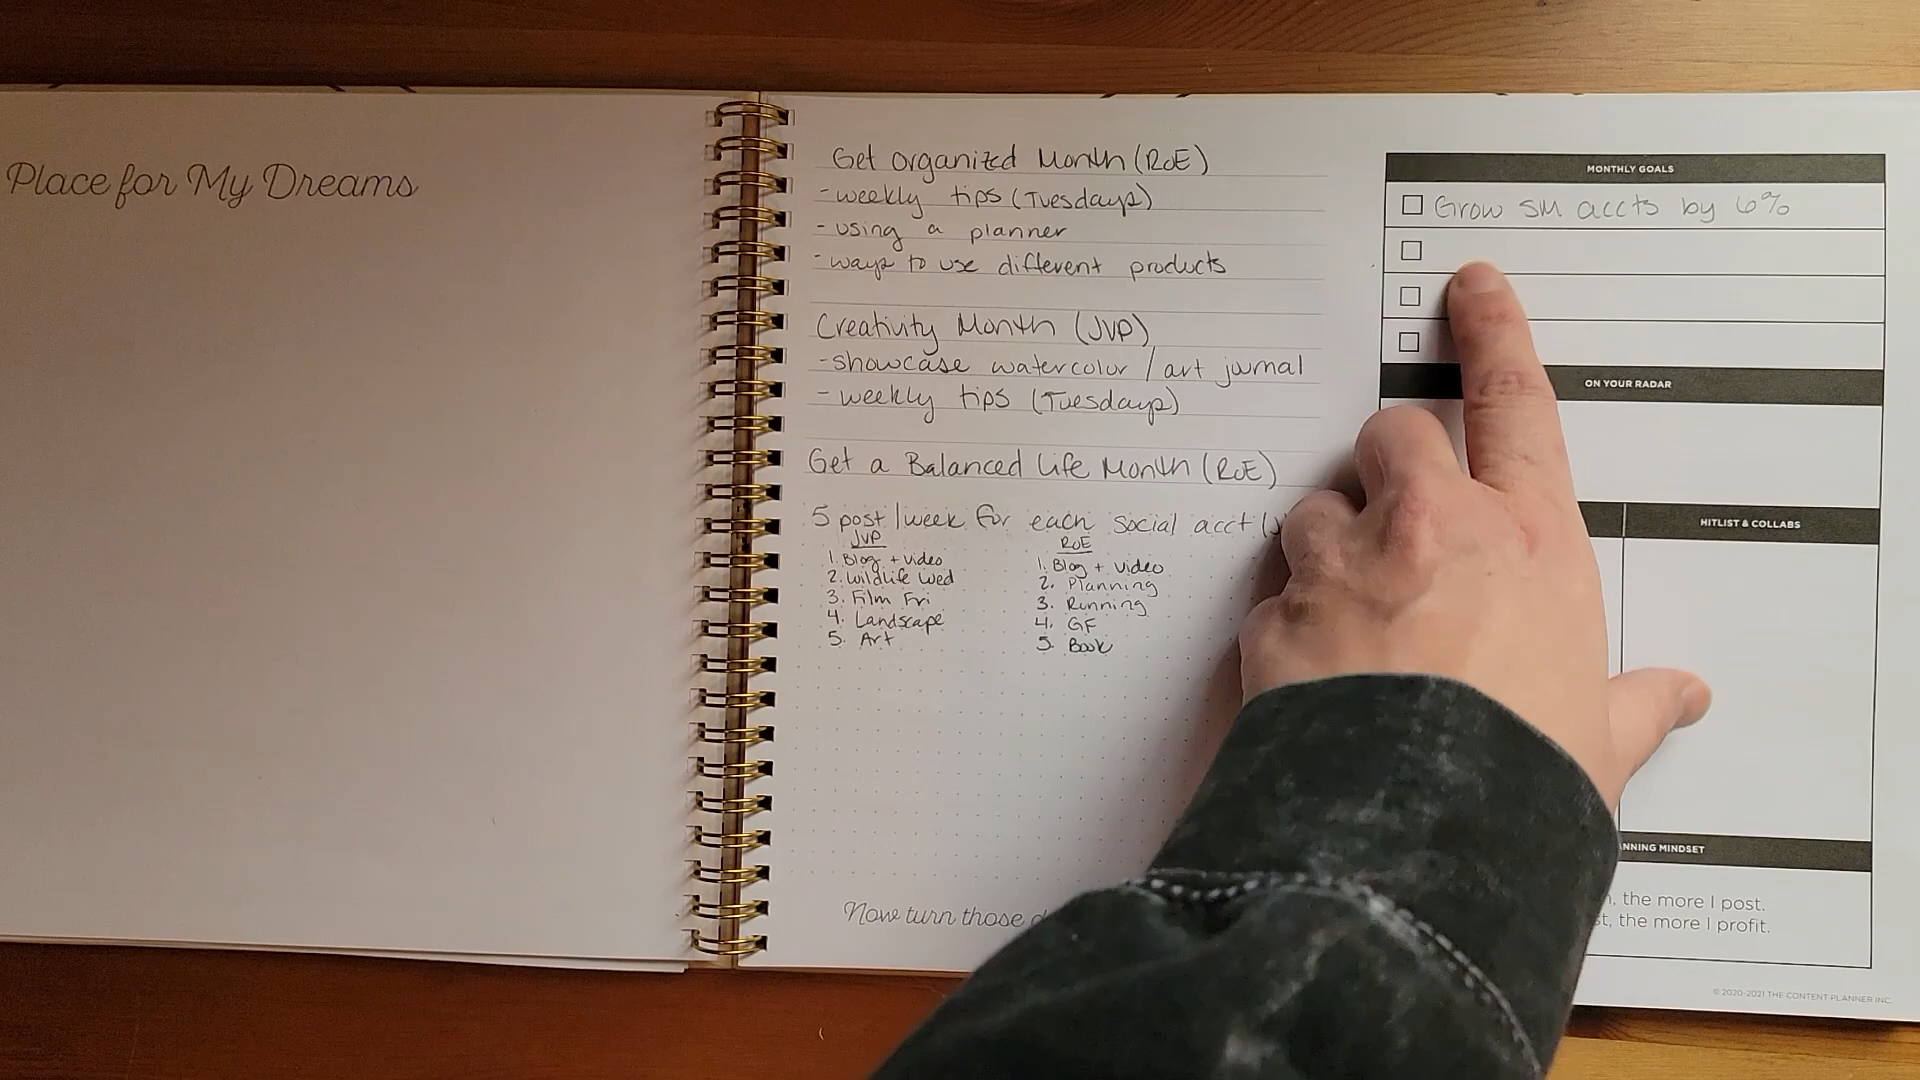 Place for My Dreams
Get Organized Month (RoE)
- weekly tips (Tuesdays)
- using a planner
- ways to use different products
Creativity Month (JVP)
- showcase watercolor / art journal
- weekly tips (Tuesdays)
Get a Balanced Life Month (RoE)
5 post/week for each social acct
JVP
1. Blog + video
2. Wildlife Wed
3. Film Fri
4. Landscape
5. Art
RoE
1. Blog + video
2. Planning
3. Running
4. GF
5. Book
Now turn those
MONTHLY GOALS
Grow SM accts by 6%
ON YOUR RADAR
HITLIST & COLLABS
MINDSET
, the more I post.
, the more I profit.
© 2020-2021 THE CONTENT PLANNER INC.